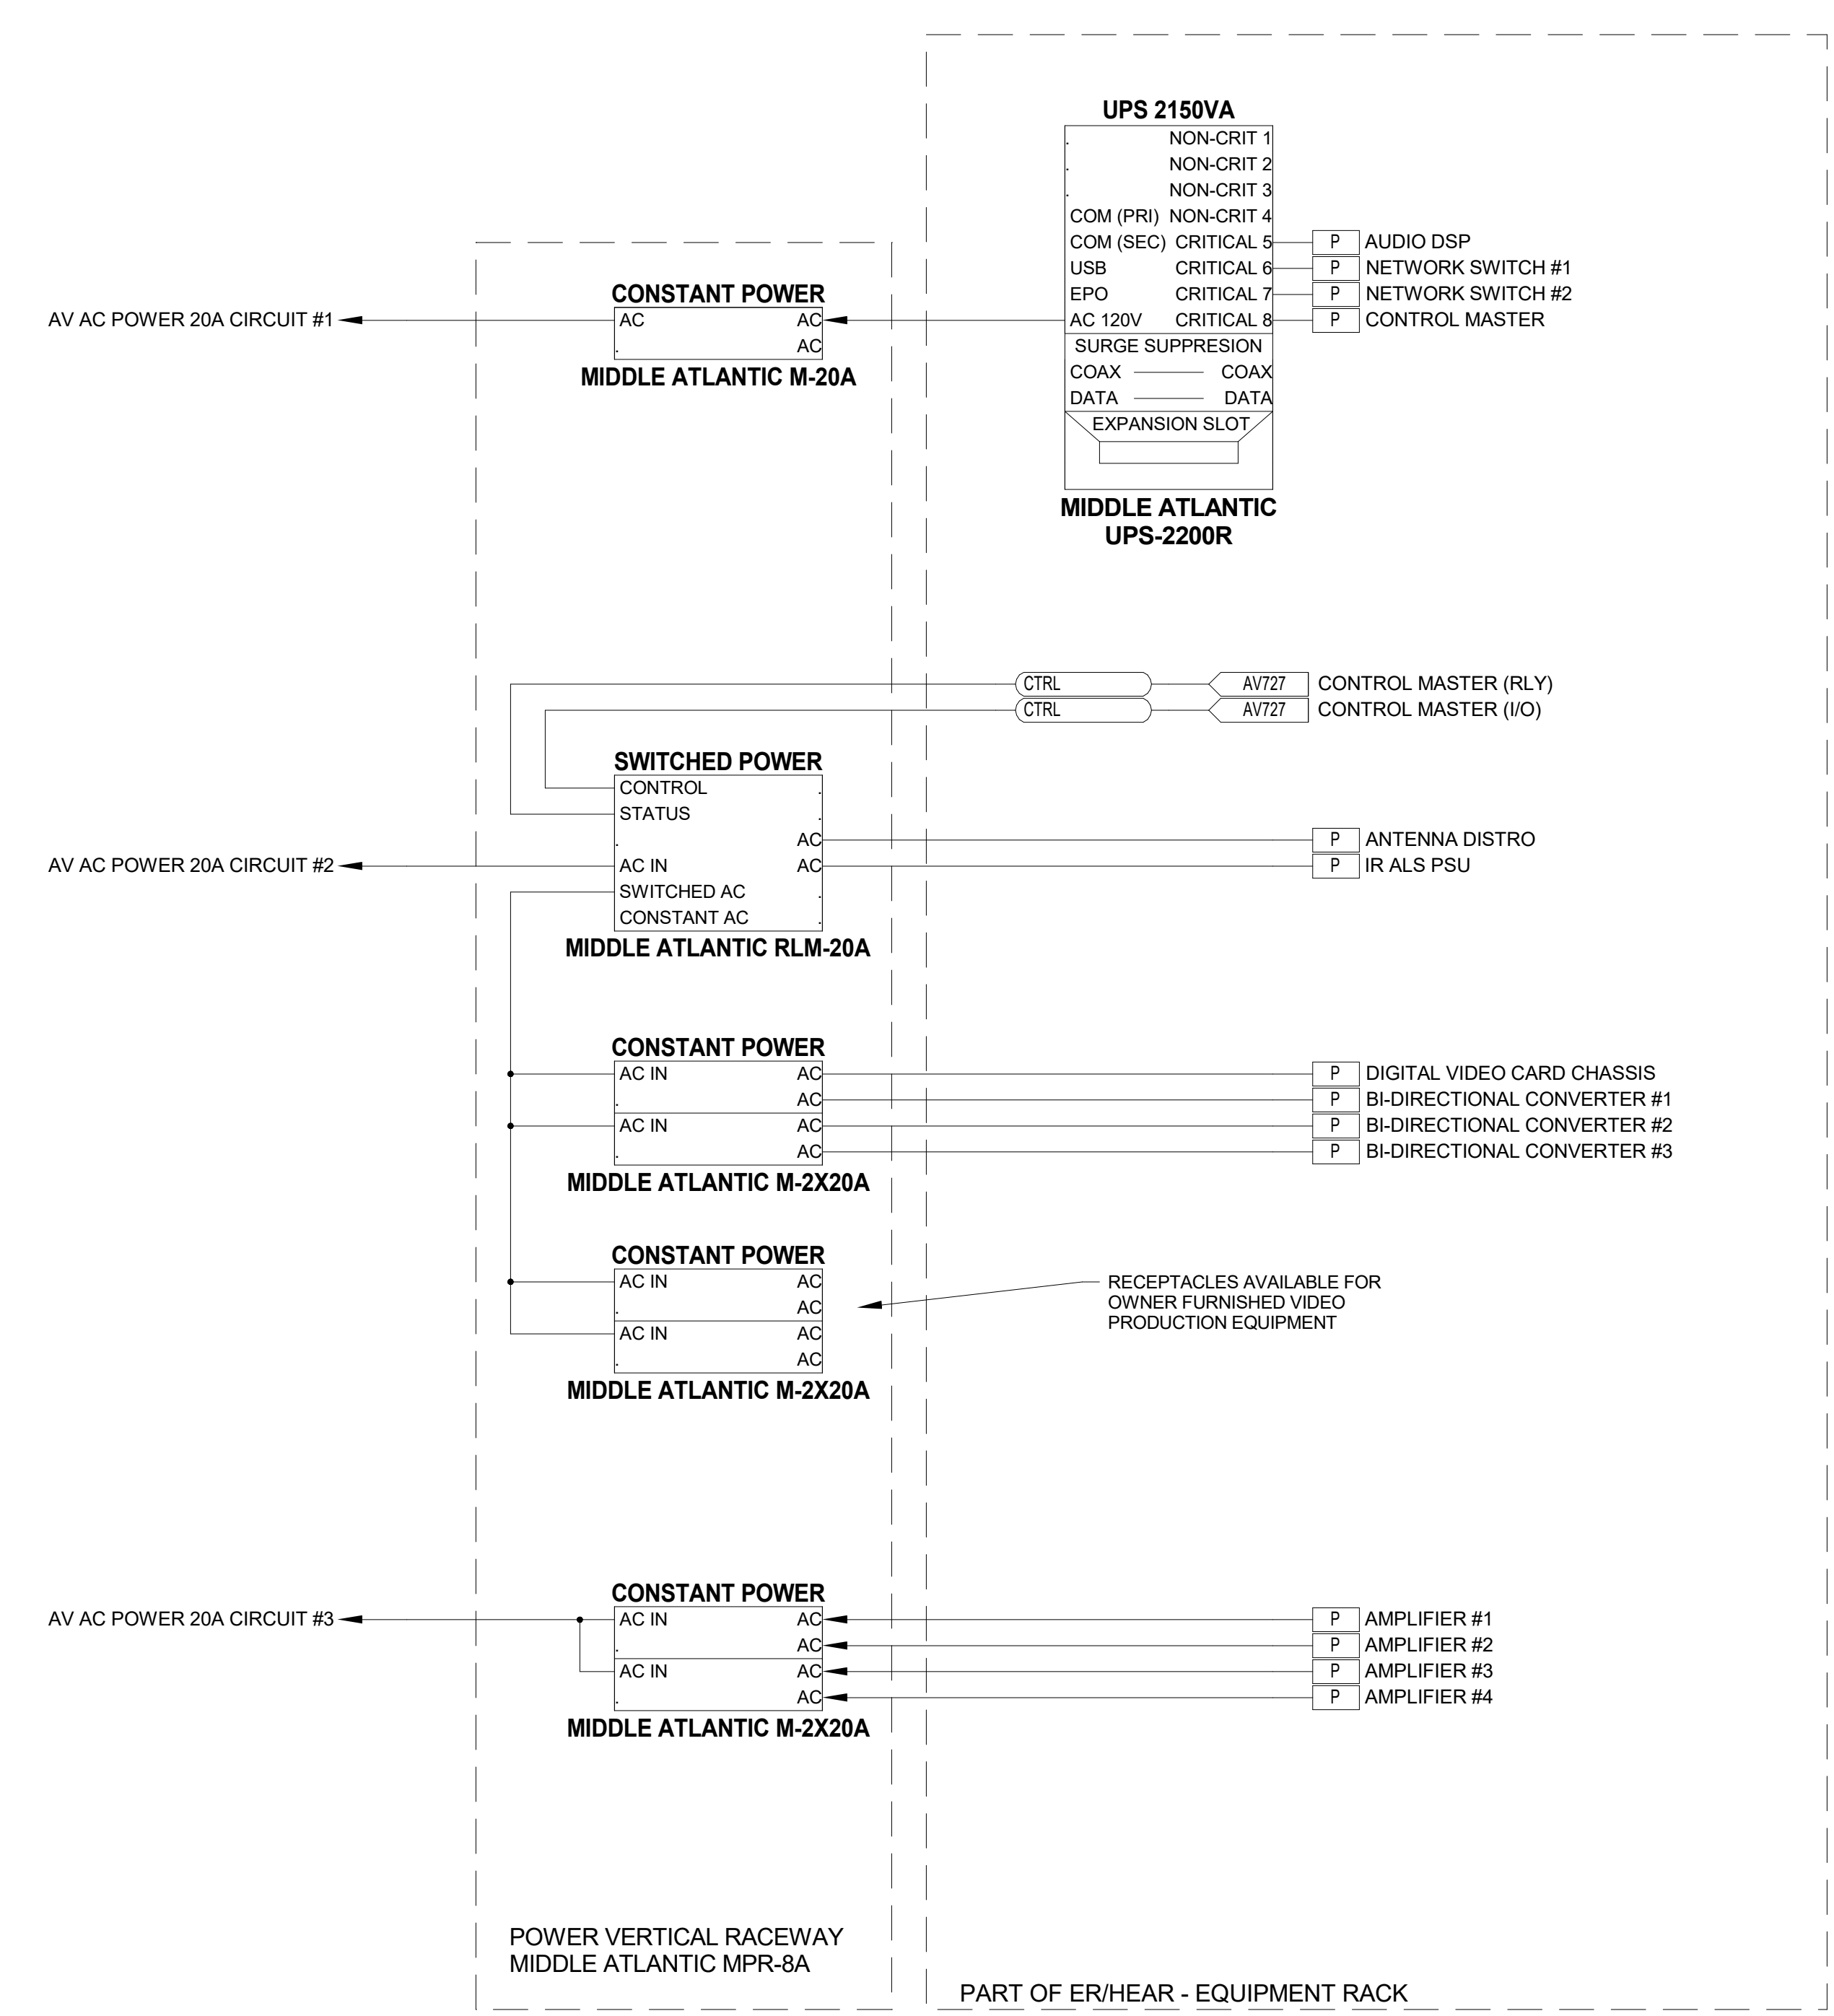 UPS 2150VA
. NON-CRIT 1
. NON-CRIT 2
. NON-CRIT 3
COM (PRI) NON-CRIT 4
COM (SEC) CRITICAL 5 P AUDIO DSP
USB CRITICAL 6 P NETWORK SWITCH #1
EPO CRITICAL 7 P NETWORK SWITCH #2
AC 120V CRITICAL 8 P CONTROL MASTER
SURGE SUPPRESION
COAX COAX
DATA DATA
EXPANSION SLOT
MIDDLE ATLANTIC
UPS-2200R
CONSTANT POWER
AV AC POWER 20A CIRCUIT #1 AC AC
. AC
MIDDLE ATLANTIC M-20A
CTRL AV727 CONTROL MASTER (RLY)
CTRL AV727 CONTROL MASTER (I/O)
SWITCHED POWER
CONTROL .
STATUS .
. AC P ANTENNA DISTRO
AV AC POWER 20A CIRCUIT #2 AC IN AC P IR ALS PSU
SWITCHED AC .
CONSTANT AC .
MIDDLE ATLANTIC RLM-20A
CONSTANT POWER
AC IN AC P DIGITAL VIDEO CARD CHASSIS
. AC P BI-DIRECTIONAL CONVERTER #1
AC IN AC P BI-DIRECTIONAL CONVERTER #2
. AC P BI-DIRECTIONAL CONVERTER #3
MIDDLE ATLANTIC M-2X20A
CONSTANT POWER
AC IN AC
. AC
AC IN AC
. AC
MIDDLE ATLANTIC M-2X20A
RECEPTACLES AVAILABLE FOR
OWNER FURNISHED VIDEO
PRODUCTION EQUIPMENT
CONSTANT POWER
AV AC POWER 20A CIRCUIT #3 AC IN AC P AMPLIFIER #1
. AC P AMPLIFIER #2
AC IN AC P AMPLIFIER #3
. AC P AMPLIFIER #4
MIDDLE ATLANTIC M-2X20A
POWER VERTICAL RACEWAY
MIDDLE ATLANTIC MPR-8A
PART OF ER/HEAR - EQUIPMENT RACK